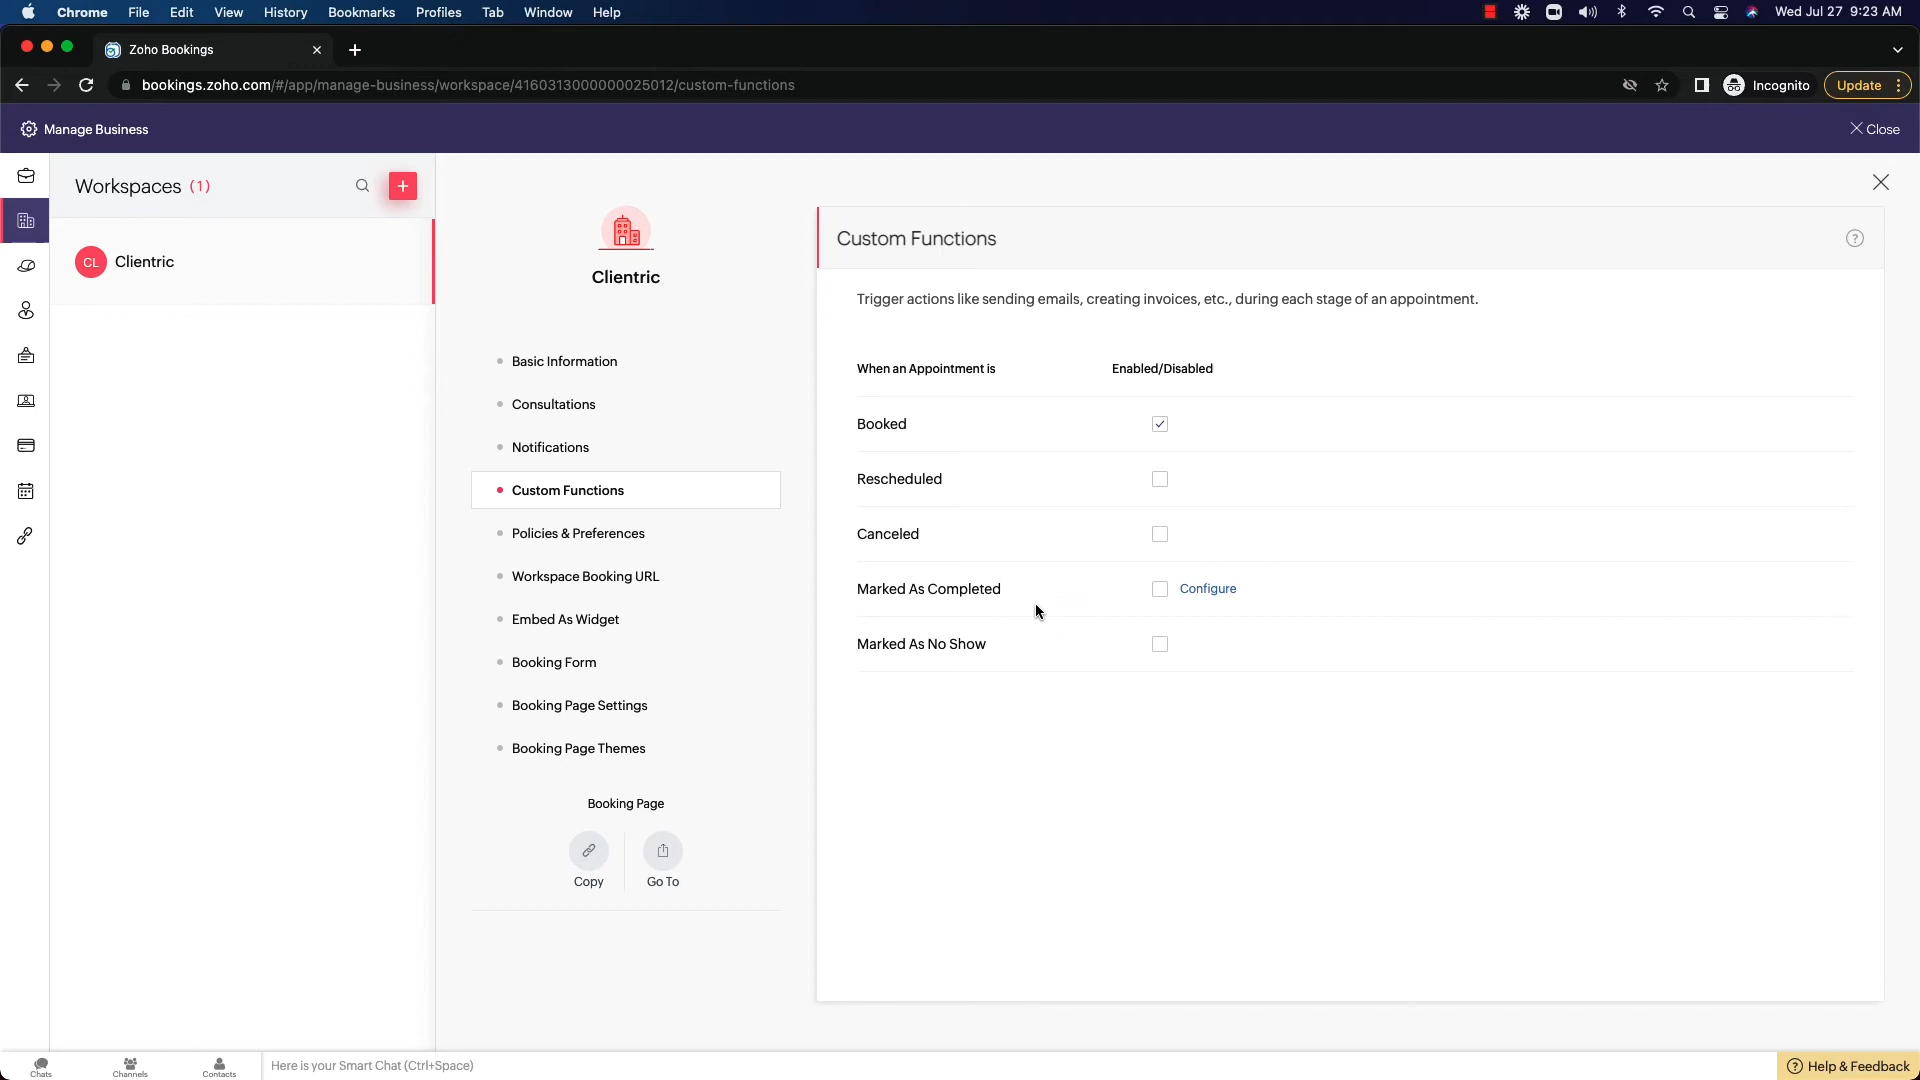 Chrome File Edit View History Bookmarks Profiles Tab Window Help Wed Jul 27 9:23 AM
Zoho Bookings
bookings.zoho.com/#/app/manage-business/workspace/4160313000000025012/custom-functions Incognito Update
Manage Business Close
Workspaces (1)
CL Clientric
Clientric
Basic Information
Consultations
Notifications
Custom Functions
Policies & Preferences
Workspace Booking URL
Embed As Widget
Booking Form
Booking Page Settings
Booking Page Themes
Booking Page
Copy Go To
Custom Functions
Trigger actions like sending emails, creating invoices, etc., during each stage of an appointment.
When an Appointment is Enabled/Disabled
Booked
Rescheduled
Canceled
Marked As Completed Configure
Marked As No Show
Chats Channels Contacts Here is your Smart Chat (Ctrl+Space) Help & Feedback